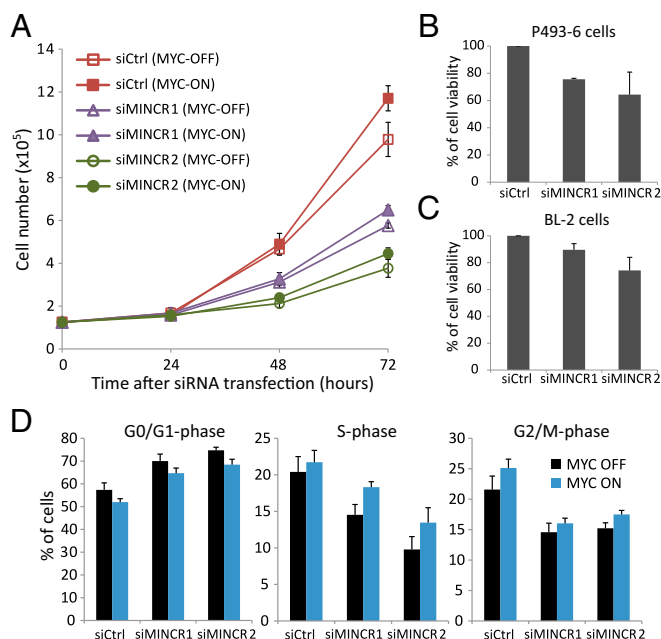 A
14
12
10
8
6
4
2
0
Cell number (x10⁵)
siCtrl (MYC-OFF)
siCtrl (MYC-ON)
siMINCR1 (MYC-OFF)
siMINCR1 (MYC-ON)
siMINCR2 (MYC-OFF)
siMINCR2 (MYC-ON)
0 24 48 72
Time after siRNA transfection (hours)
B
P493-6 cells
% of cell viability
100
80
60
40
20
0
siCtrl siMINCR1 siMINCR2
C
BL-2 cells
% of cell viability
100
80
60
40
20
0
siCtrl siMINCR1 siMINCR2
D
G0/G1-phase
% of cells
80
70
60
50
40
30
20
10
0
siCtrl siMINCR1 siMINCR2
S-phase
25
20
15
10
5
0
siCtrl siMINCR1 siMINCR2
G2/M-phase
30
25
20
15
10
5
0
MYC OFF
MYC ON
siCtrl siMINCR1 siMINCR2